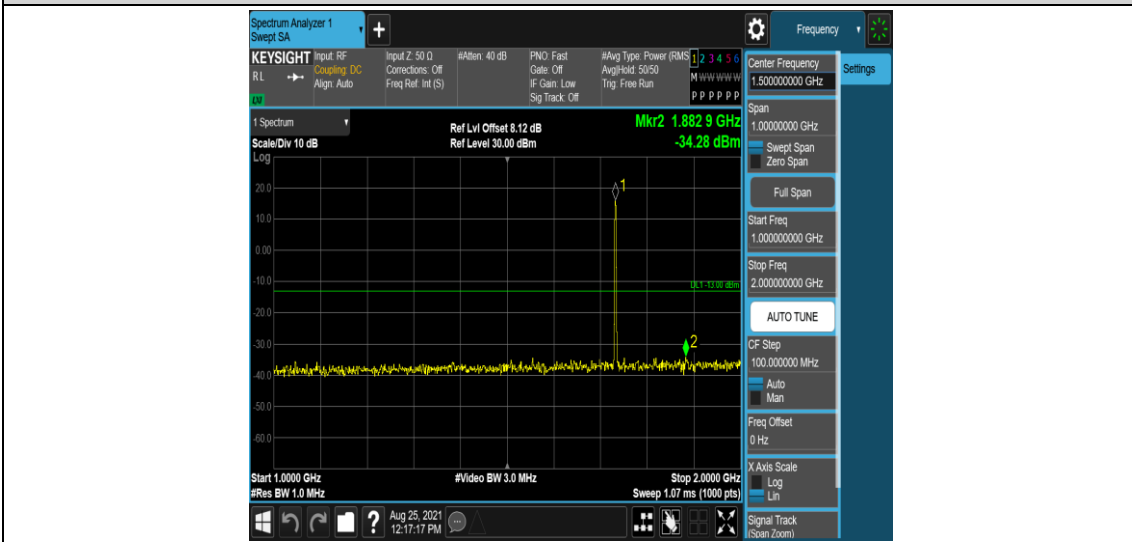 Spectrum Analyzer 1
Swept SA
+
Frequency
KEYSIGHT
R L
LXI
Input: RF
Coupling: DC
Align: Auto
Input Z: 50 Ω
Corrections: Off
Freq Ref: Int (S)
#Atten: 40 dB
PNO: Fast
Gate: Off
IF Gain: Low
Sig Track: Off
#Avg Type: Power (RMS
Avg|Hold: 50/50
Trig: Free Run
1 2 3 4 5 6
M W W W W W
P P P P P P
1 Spectrum
Scale/Div 10 dB
Ref Lvl Offset 8.12 dB
Ref Level 30.00 dBm
Mkr2 1.882 9 GHz
-34.28 dBm
Log
20.0
10.0
0.00
-10.0
-20.0
-30.0
-40.0
-50.0
-60.0
1
DL1 -13.00 dBm
2
Start 1.0000 GHz
#Res BW 1.0 MHz
#Video BW 3.0 MHz
Stop 2.0000 GHz
Sweep 1.07 ms (1000 pts)
?
Aug 25, 2021
12:17:17 PM
Center Frequency
1.500000000 GHz
Span
1.00000000 GHz
Swept Span
Zero Span
Full Span
Start Freq
1.000000000 GHz
Stop Freq
2.000000000 GHz
AUTO TUNE
CF Step
100.000000 MHz
Auto
Man
Freq Offset
0 Hz
X Axis Scale
Log
Lin
Signal Track
(Span Zoom)
Settings